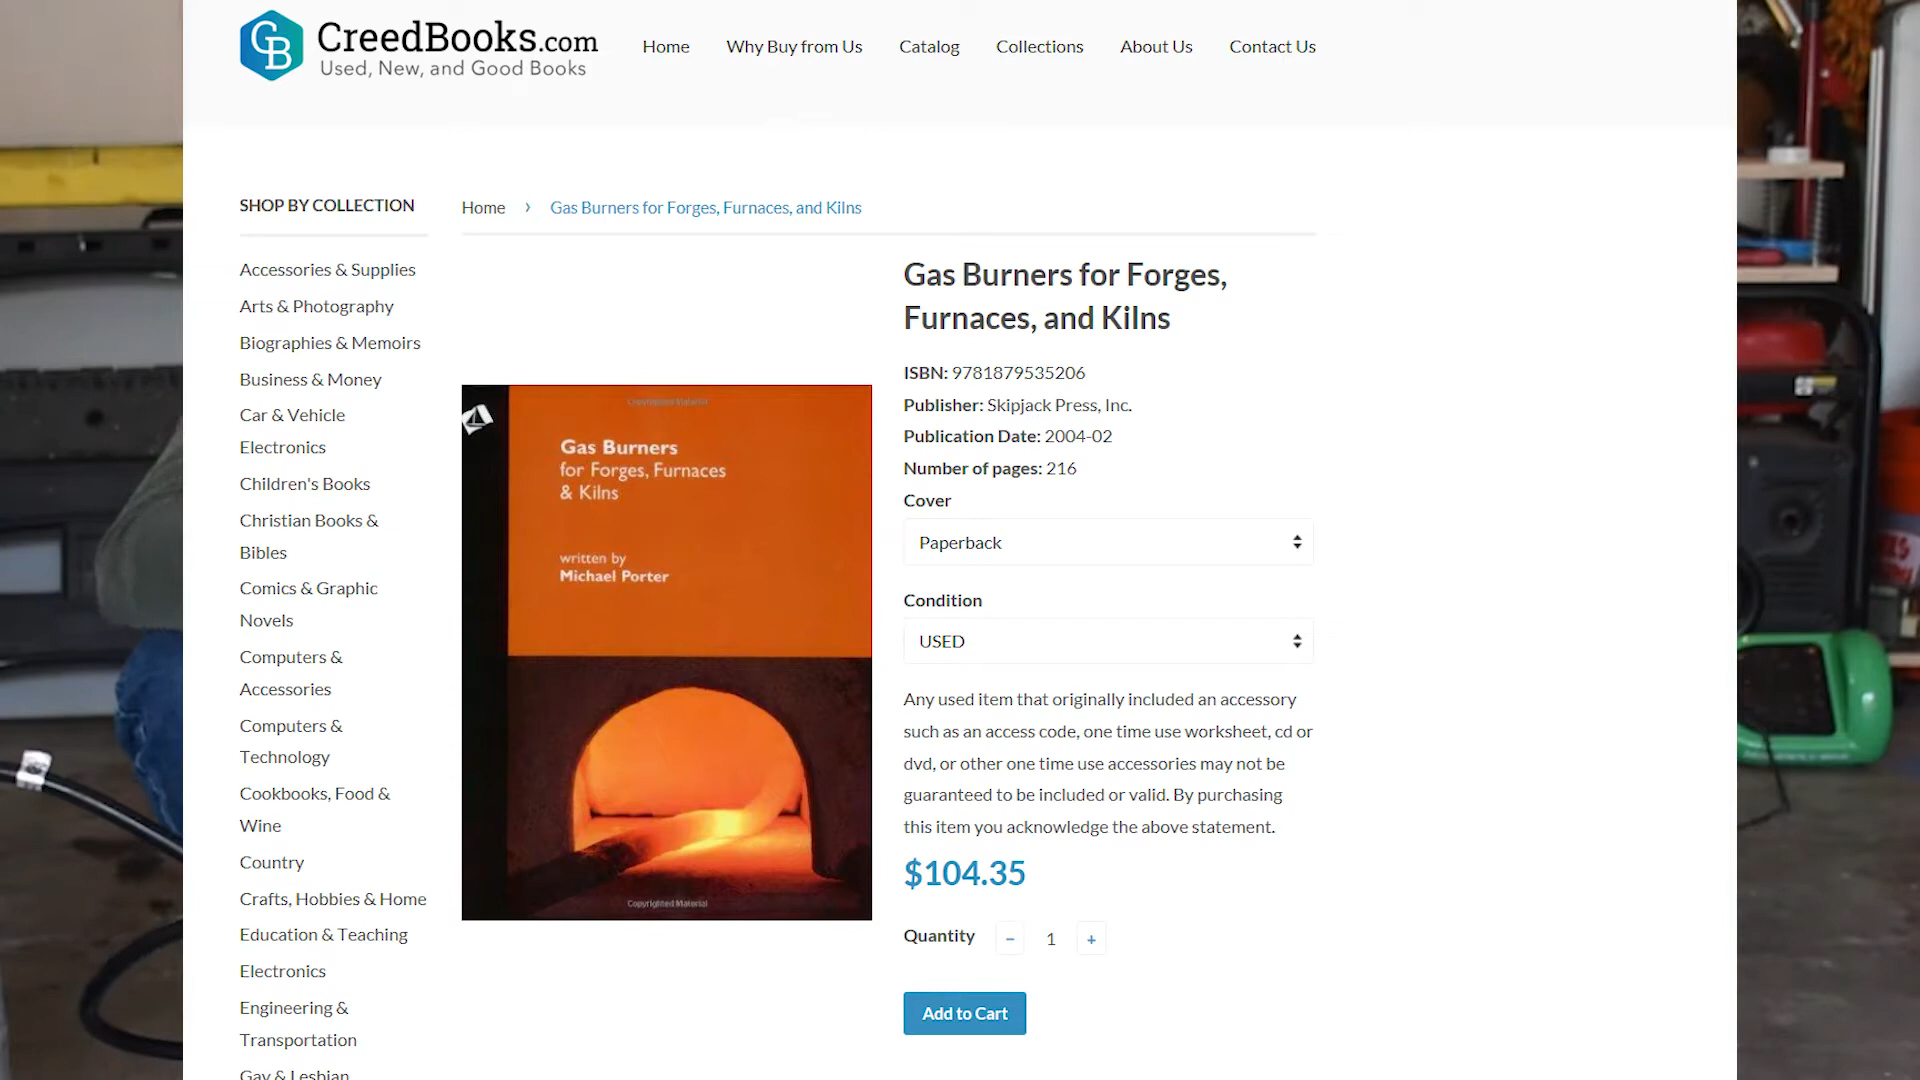 CreedBooks.com
Used, New, and Good Books
Home
Why Buy from Us
Catalog
Collections
About Us
Contact Us
SHOP BY COLLECTION
Accessories & Supplies
Arts & Photography
Biographies & Memoirs
Business & Money
Car & Vehicle
Electronics
Children's Books
Christian Books &
Bibles
Comics & Graphic
Novels
Computers &
Accessories
Computers &
Technology
Cookbooks, Food &
Wine
Country
Crafts, Hobbies & Home
Education & Teaching
Electronics
Engineering &
Transportation
Gay & Lesbian
Home › Gas Burners for Forges, Furnaces, and Kilns
Copyrighted Material
Gas Burners
for Forges, Furnaces
& Kilns
written by
Michael Porter
Copyrighted Material
Gas Burners for Forges,
Furnaces, and Kilns
ISBN: 9781879535206
Publisher: Skipjack Press, Inc.
Publication Date: 2004-02
Number of pages: 216
Cover
Paperback
Condition
USED
Any used item that originally included an accessory
such as an access code, one time use worksheet, cd or
dvd, or other one time use accessories may not be
guaranteed to be included or valid. By purchasing
this item you acknowledge the above statement.
$104.35
Quantity − 1 +
Add to Cart